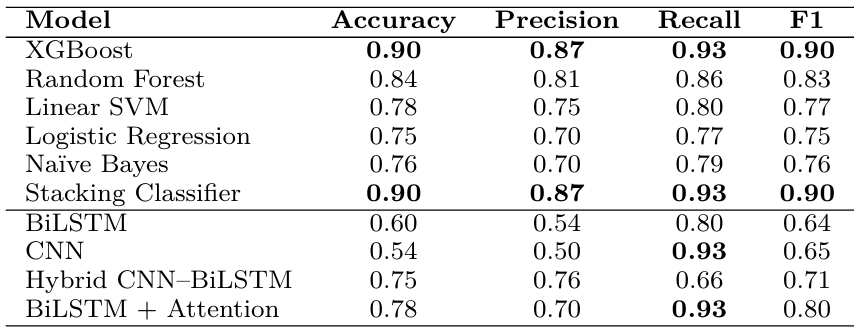 Model Accuracy Precision Recall F1
XGBoost 0.90 0.87 0.93 0.90
Random Forest 0.84 0.81 0.86 0.83
Linear SVM 0.78 0.75 0.80 0.77
Logistic Regression 0.75 0.70 0.77 0.75
Naïve Bayes 0.76 0.70 0.79 0.76
Stacking Classifier 0.90 0.87 0.93 0.90
BiLSTM 0.60 0.54 0.80 0.64
CNN 0.54 0.50 0.93 0.65
Hybrid CNN–BiLSTM 0.75 0.76 0.66 0.71
BiLSTM + Attention 0.78 0.70 0.93 0.80